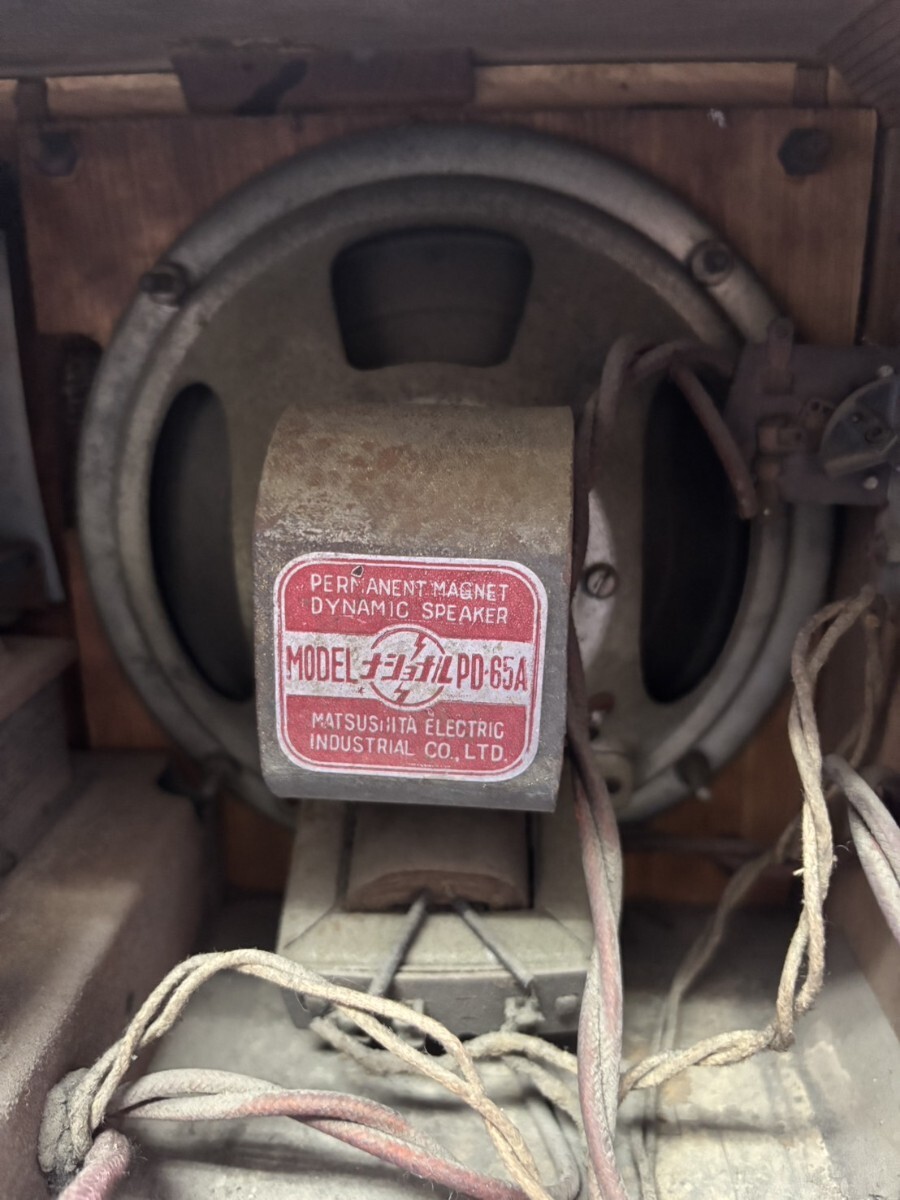 PERMANENT MAGNET
DYNAMIC SPEAKER
MODEL ナショナル PD-65A
MATSUSHITA ELECTRIC
INDUSTRIAL CO., LTD.